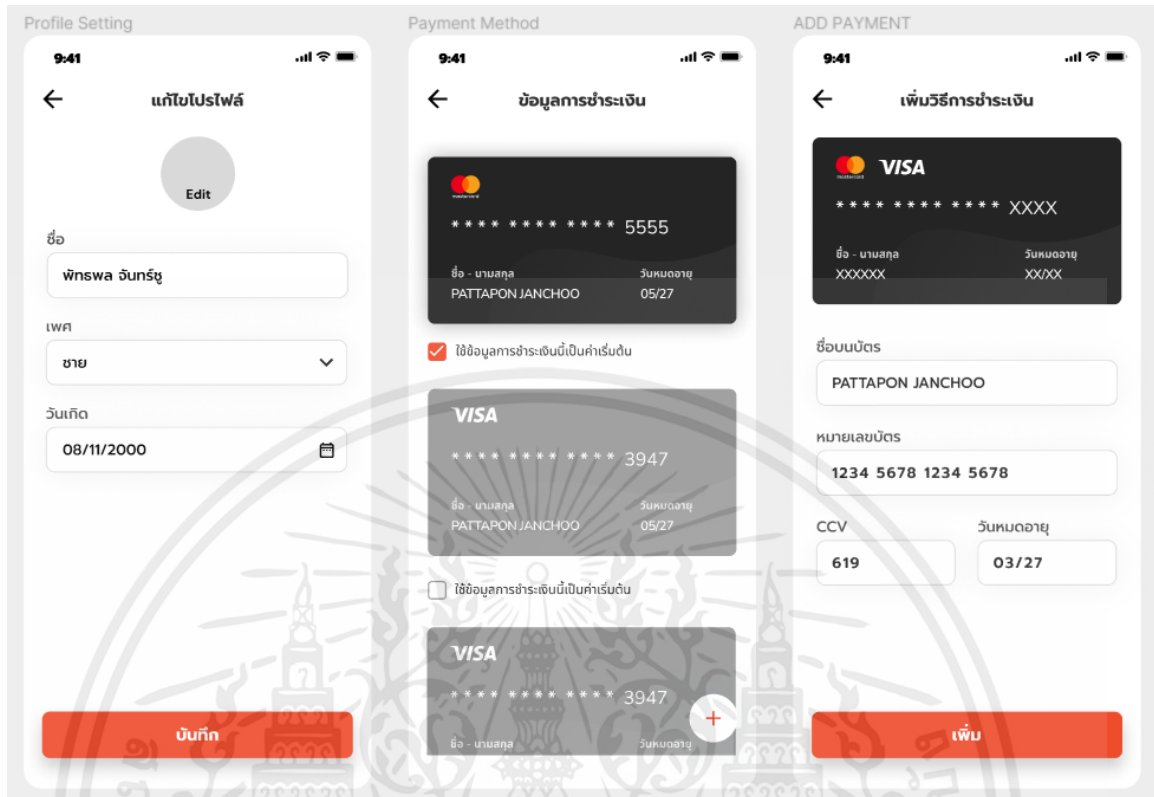 Profile Setting
9:41
แก้ไขโปรไฟล์
Edit
ชื่อ
พัทธพล จันทร์ชู
เพศ
ชาย
วันเกิด
08/11/2000
บันทึก
Payment Method
9:41
ข้อมูลการชำระเงิน
mastercard
**** **** **** 5555
ชื่อ - นามสกุล วันหมดอายุ
PATTAPON JANCHOO 05/27
ใช้ข้อมูลการชำระเงินนี้เป็นค่าเริ่มต้น
VISA
**** **** **** 3947
ชื่อ - นามสกุล วันหมดอายุ
PATTAPON JANCHOO 05/27
ใช้ข้อมูลการชำระเงินนี้เป็นค่าเริ่มต้น
VISA
**** **** **** 3947
+
ชื่อ - นามสกุล วันหมดอายุ
ADD PAYMENT
9:41
เพิ่มวิธีการชำระเงิน
mastercard VISA
**** **** **** XXXX
ชื่อ - นามสกุล วันหมดอายุ
XXXXXX XX/XX
ชื่อบนบัตร
PATTAPON JANCHOO
หมายเลขบัตร
1234 5678 1234 5678
CCV วันหมดอายุ
619 03/27
เพิ่ม